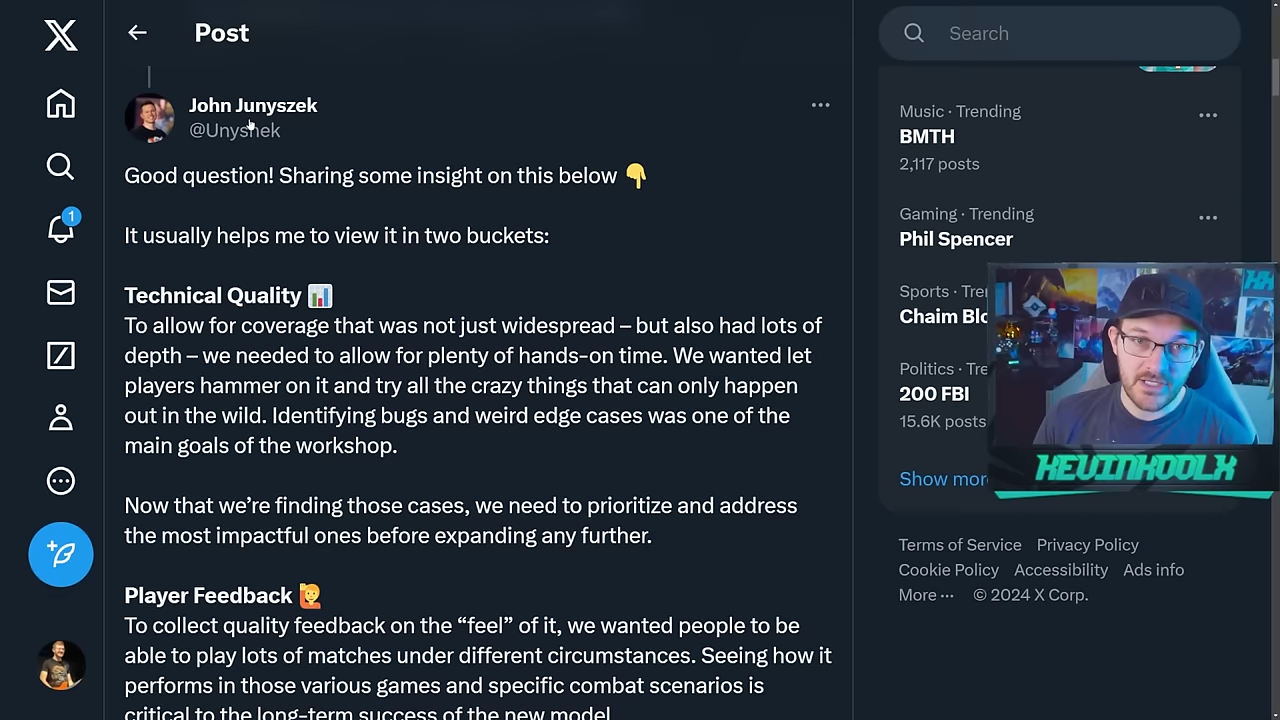 Post
Search
John Junyszek
@Unyshek
Good question! Sharing some insight on this below 👇
It usually helps me to view it in two buckets:
Technical Quality 📊
To allow for coverage that was not just widespread – but also had lots of
depth – we needed to allow for plenty of hands-on time. We wanted let
players hammer on it and try all the crazy things that can only happen
out in the wild. Identifying bugs and weird edge cases was one of the
main goals of the workshop.
Now that we’re finding those cases, we need to prioritize and address
the most impactful ones before expanding any further.
Player Feedback 🙋
To collect quality feedback on the “feel” of it, we wanted people to be
able to play lots of matches under different circumstances. Seeing how it
performs in those various games and specific combat scenarios is
critical to the long-term success of the new model
1
Music · Trending
BMTH
2,117 posts
Gaming · Trending
Phil Spencer
Sports · Tre
Chaim Blo
Politics · Tre
200 FBI
15.6K posts
Show mor
KEVINKOOLX
Terms of Service Privacy Policy
Cookie Policy Accessibility Ads info
More ··· © 2024 X Corp.